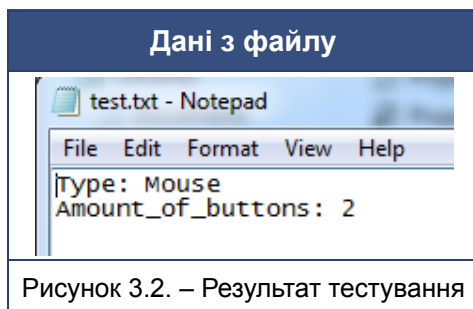 Дані з файлу
test.txt - Notepad
File Edit Format View Help
Type: Mouse
Amount_of_buttons: 2
Рисунок 3.2. – Результат тестування